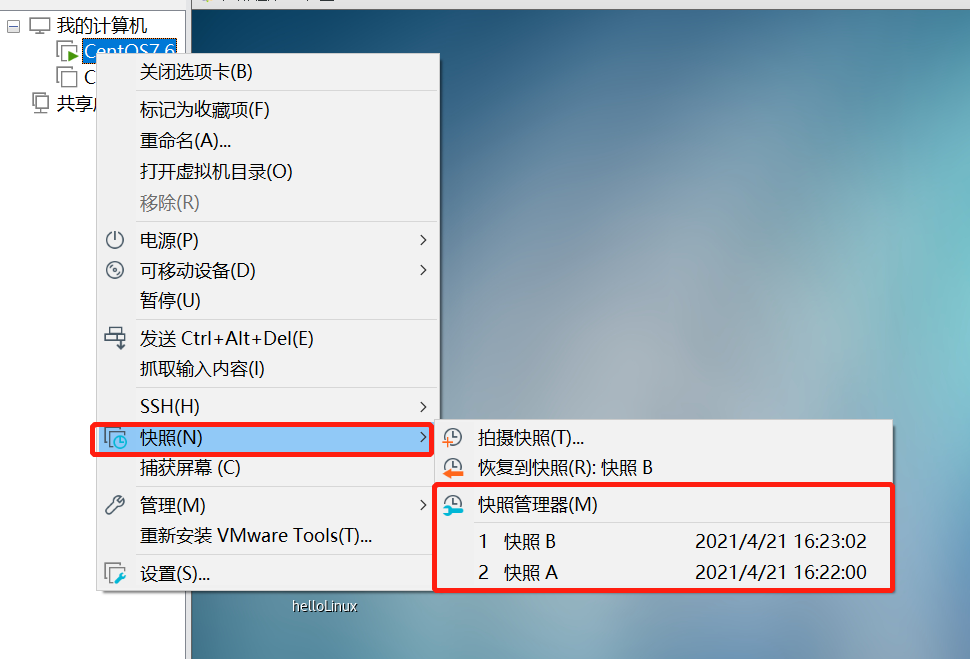 我的计算机
CentOS7.6
C
共享
关闭选项卡(B)
标记为收藏项(F)
重命名(A)...
打开虚拟机目录(O)
移除(R)
电源(P)
可移动设备(D)
暂停(U)
发送 Ctrl+Alt+Del(E)
抓取输入内容(I)
SSH(H)
快照(N)
捕获屏幕 (C)
管理(M)
重新安装 VMware Tools(T)...
设置(S)...
拍摄快照(T)...
恢复到快照(R): 快照 B
快照管理器(M)
1 快照 B 2021/4/21 16:23:02
2 快照 A 2021/4/21 16:22:00
helloLinux